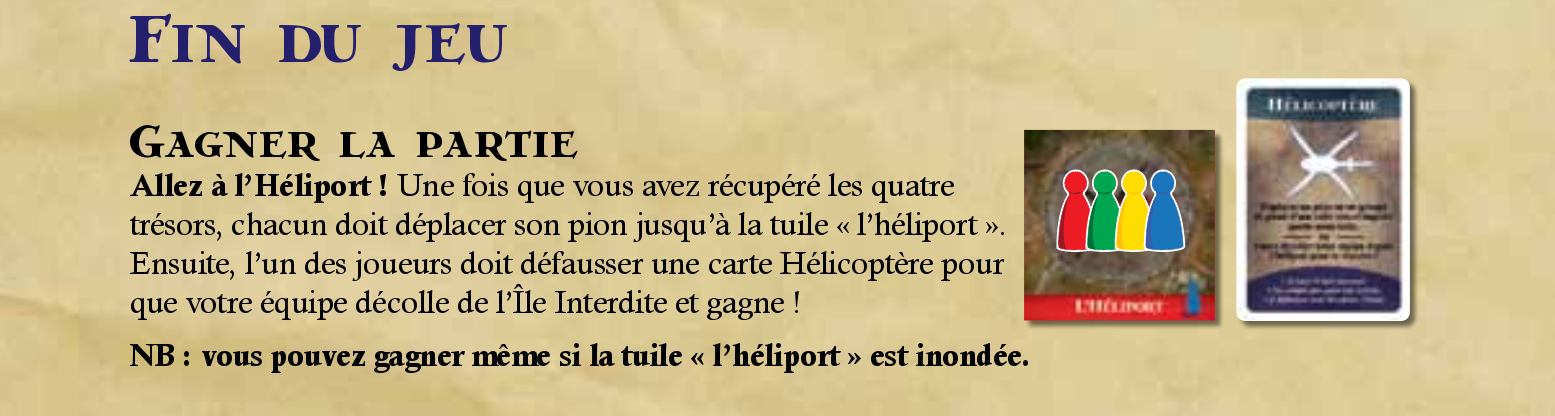 Fin du jeu
Gagner la partie
Allez à l’Héliport ! Une fois que vous avez récupéré les quatre
trésors, chacun doit déplacer son pion jusqu’à la tuile « l’héliport ».
Ensuite, l’un des joueurs doit défausser une carte Hélicoptère pour
que votre équipe décolle de l’Île Interdite et gagne !
NB : vous pouvez gagner même si la tuile « l’héliport » est inondée.
L’Héliport
Hélicoptère